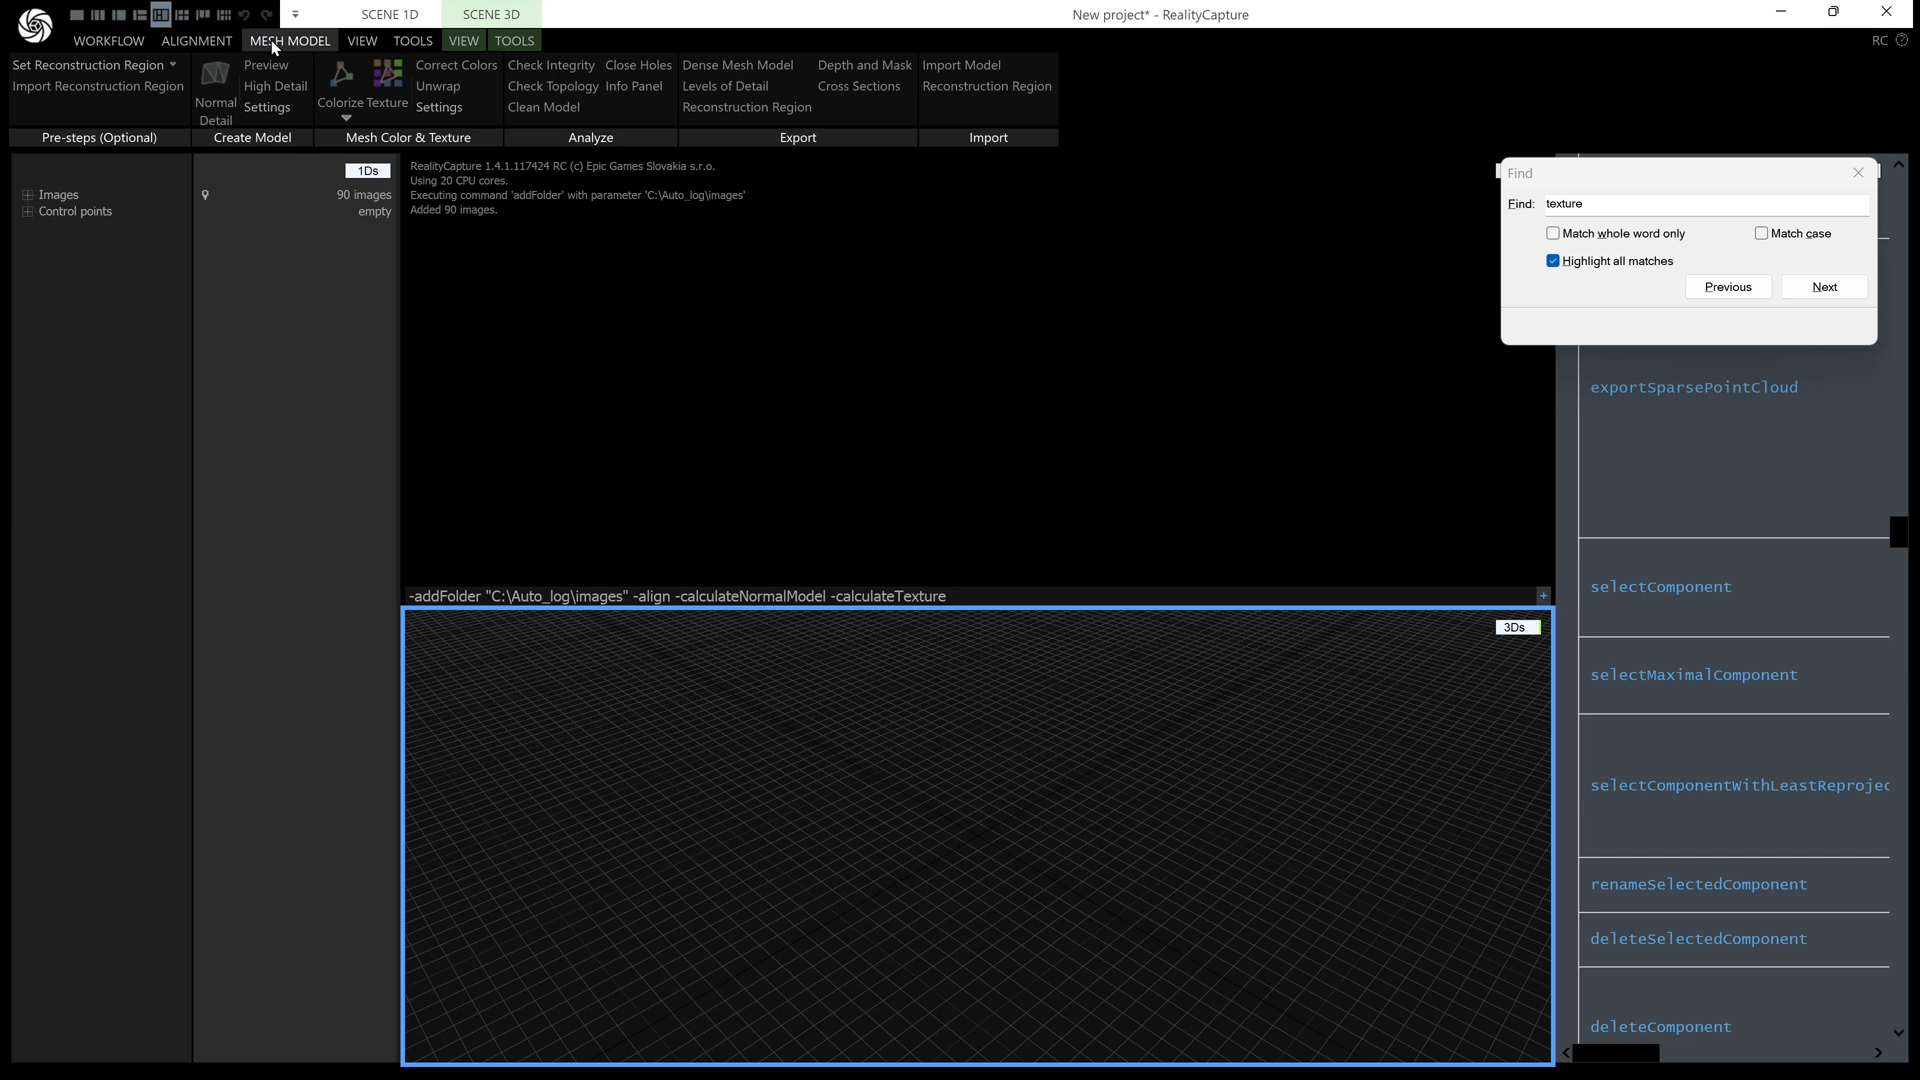 SCENE 1D
SCENE 3D
New project* - RealityCapture
WORKFLOW
ALIGNMENT
MESH MODEL
VIEW
TOOLS
VIEW
TOOLS
RC
Set Reconstruction Region
Import Reconstruction Region
Pre-steps (Optional)
Normal
Detail
Preview
High Detail
Settings
Create Model
Colorize
Texture
Correct Colors
Unwrap
Settings
Mesh Color & Texture
Check Integrity
Close Holes
Check Topology
Info Panel
Clean Model
Analyze
Dense Mesh Model
Depth and Mask
Levels of Detail
Cross Sections
Reconstruction Region
Export
Import Model
Reconstruction Region
Import
1Ds
Images
90 images
Control points
empty
RealityCapture 1.4.1.117424 RC (c) Epic Games Slovakia s.r.o.
Using 20 CPU cores.
Executing command 'addFolder' with parameter 'C:\Auto_log\images'
Added 90 images.
-addFolder "C:\Auto_log\images" -align -calculateNormalModel -calculateTexture
+
3Ds
Find
Find: texture
Match whole word only
Match case
Highlight all matches
Previous
Next
exportSparsePointCloud
selectComponent
selectMaximalComponent
selectComponentWithLeastReprojec
renameSelectedComponent
deleteSelectedComponent
deleteComponent